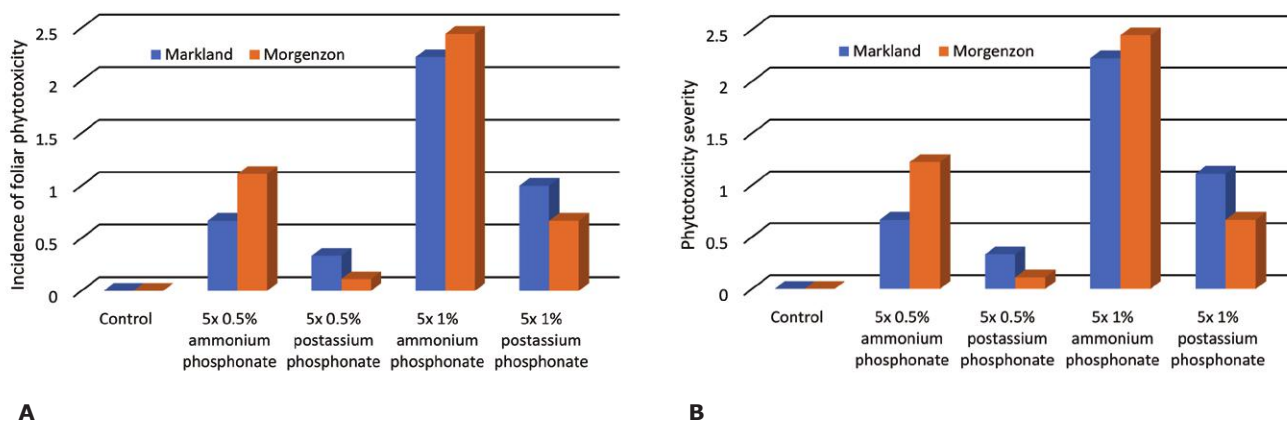 Incidence of foliar phytotoxicity
2.5
2
1.5
1
0.5
0
Markland Morgenzon
Control
5x 0.5%
ammonium
phosphonate
5x 0.5%
postassium
phosphonate
5x 1%
ammonium
phosphonate
5x 1%
postassium
phosphonate
A
Phytotoxicity severity
2.5
2
1.5
1
0.5
0
Markland Morgenzon
Control
5x 0.5%
ammonium
phosphonate
5x 0.5%
postassium
phosphonate
5x 1%
ammonium
phosphonate
5x 1%
postassium
phosphonate
B